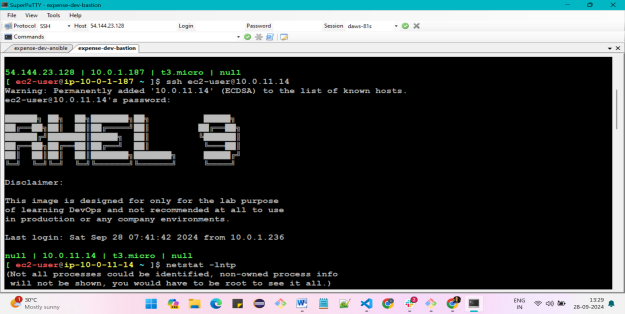 SuperPuTTY - expense-dev-bastion
File View Tools Help
Protocol SSH Host 54.144.23.128 Login Password Session daws-81s
Commands
expense-dev-ansible expense-dev-bastion
54.144.23.128 | 10.0.1.187 | t3.micro | null
[ ec2-user@ip-10-0-1-187 ~ ]$ ssh ec2-user@10.0.11.14
Warning: Permanently added '10.0.11.14' (ECDSA) to the list of known hosts.
ec2-user@10.0.11.14's password:
RHEL 9
Disclaimer:
This image is designed for only for the lab purpose
of learning DevOps and not recommended at all to use
in production or any company environments.
Last login: Sat Sep 28 07:41:42 2024 from 10.0.1.236
null | 10.0.11.14 | t3.micro | null
[ ec2-user@ip-10-0-11-14 ~ ]$ netstat -lntp
(Not all processes could be identified, non-owned process info
will not be shown, you would have to be root to see it all.)
30°C
Mostly sunny
ENG
IN
13:29
28-09-2024